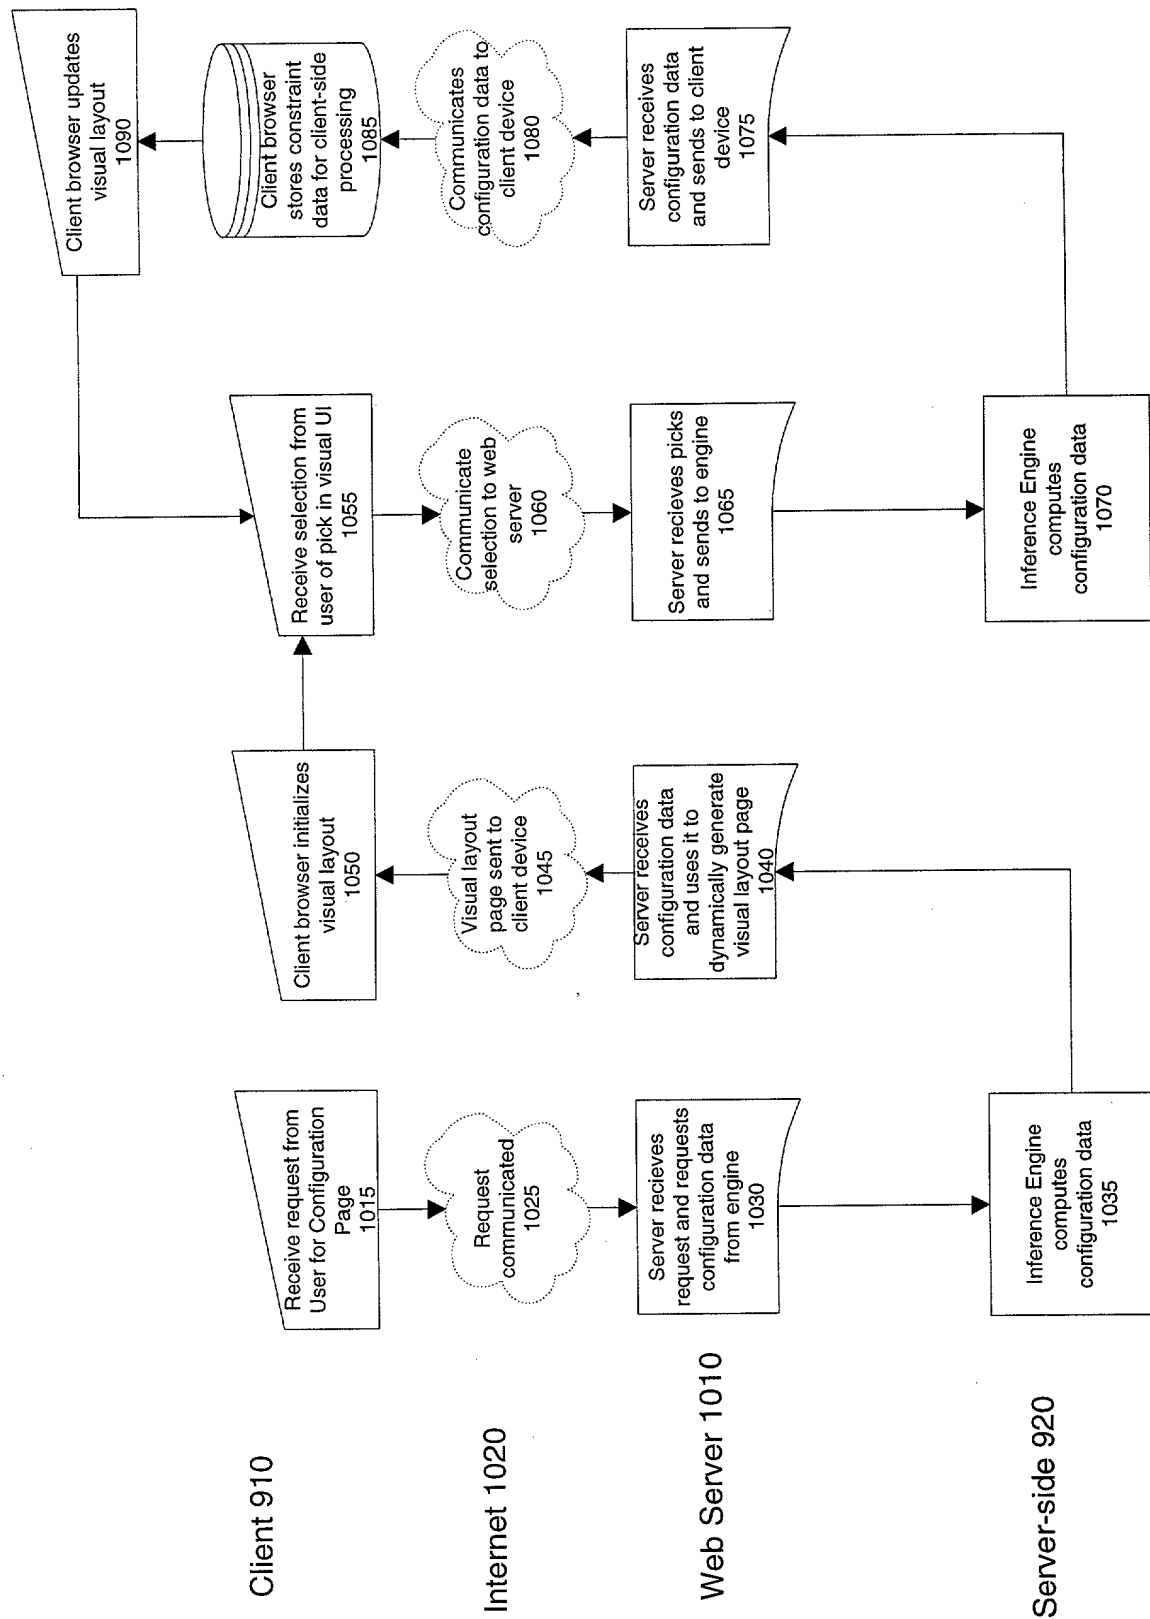 Client 910
Receive request from
User for Configuration
Page
1015
Client browser initializes
visual layout
1050
Receive selection from
user of pick in visual UI
1055
Client browser updates
visual layout
1090
Client browser
stores constraint
data for client-side
processing
1085
Internet 1020
Request
communicated
1025
Visual layout
page sent to
client device
1045
Communicate
selection to web
server
1060
Communicates
configuration data to
client device
1080
Web Server 1010
Server recieves
request and requests
configuration data
from engine
1030
Server receives
configuration data
and uses it to
dynamically generate
visual layout page
1040
Server recieves picks
and sends to engine
1065
Server receives
configuration data
and sends to client
device
1075
Server-side 920
Inference Engine
computes
configuration data
1035
Inference Engine
computes
configuration data
1070